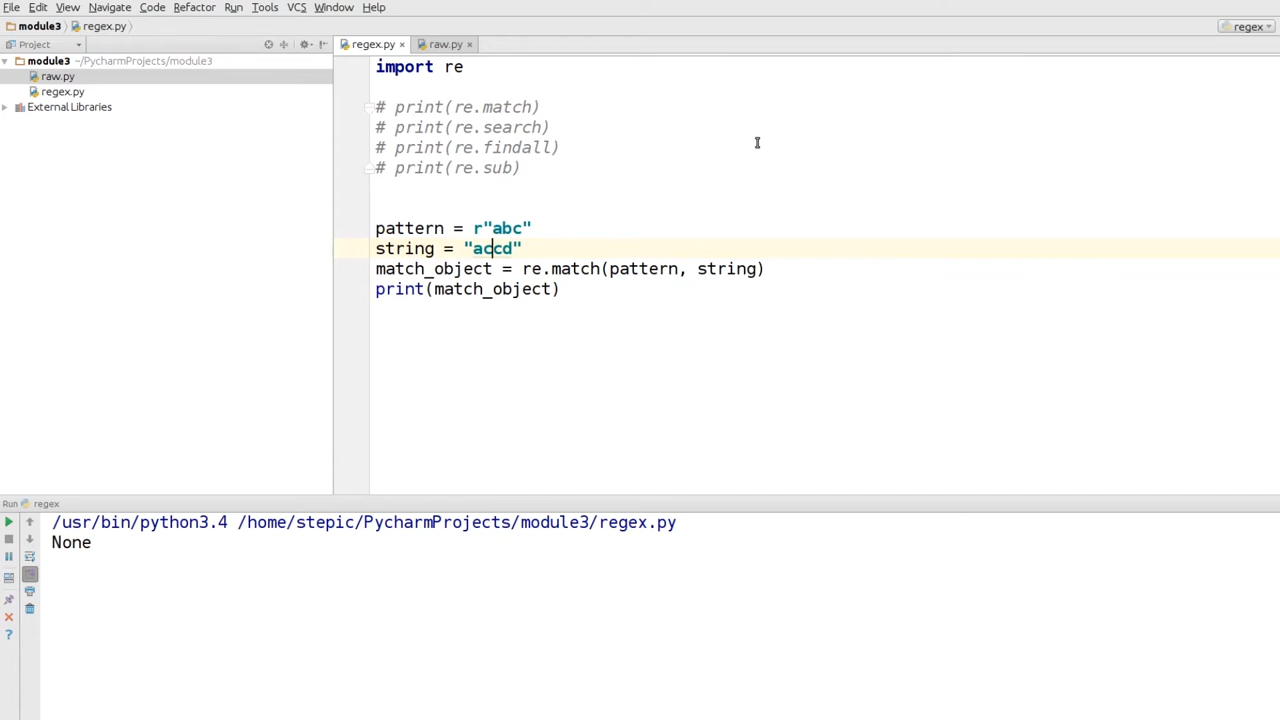 File Edit View Navigate Code Refactor Run Tools VCS Window Help
module3 regex.py regex
Project regex.py raw.py
module3 ~/PycharmProjects/module3
raw.py
regex.py
External Libraries
import re
# print(re.match)
# print(re.search)
# print(re.findall)
# print(re.sub)
pattern = r"abc"
string = "accd"
match_object = re.match(pattern, string)
print(match_object)
Run regex
/usr/bin/python3.4 /home/stepic/PycharmProjects/module3/regex.py
None